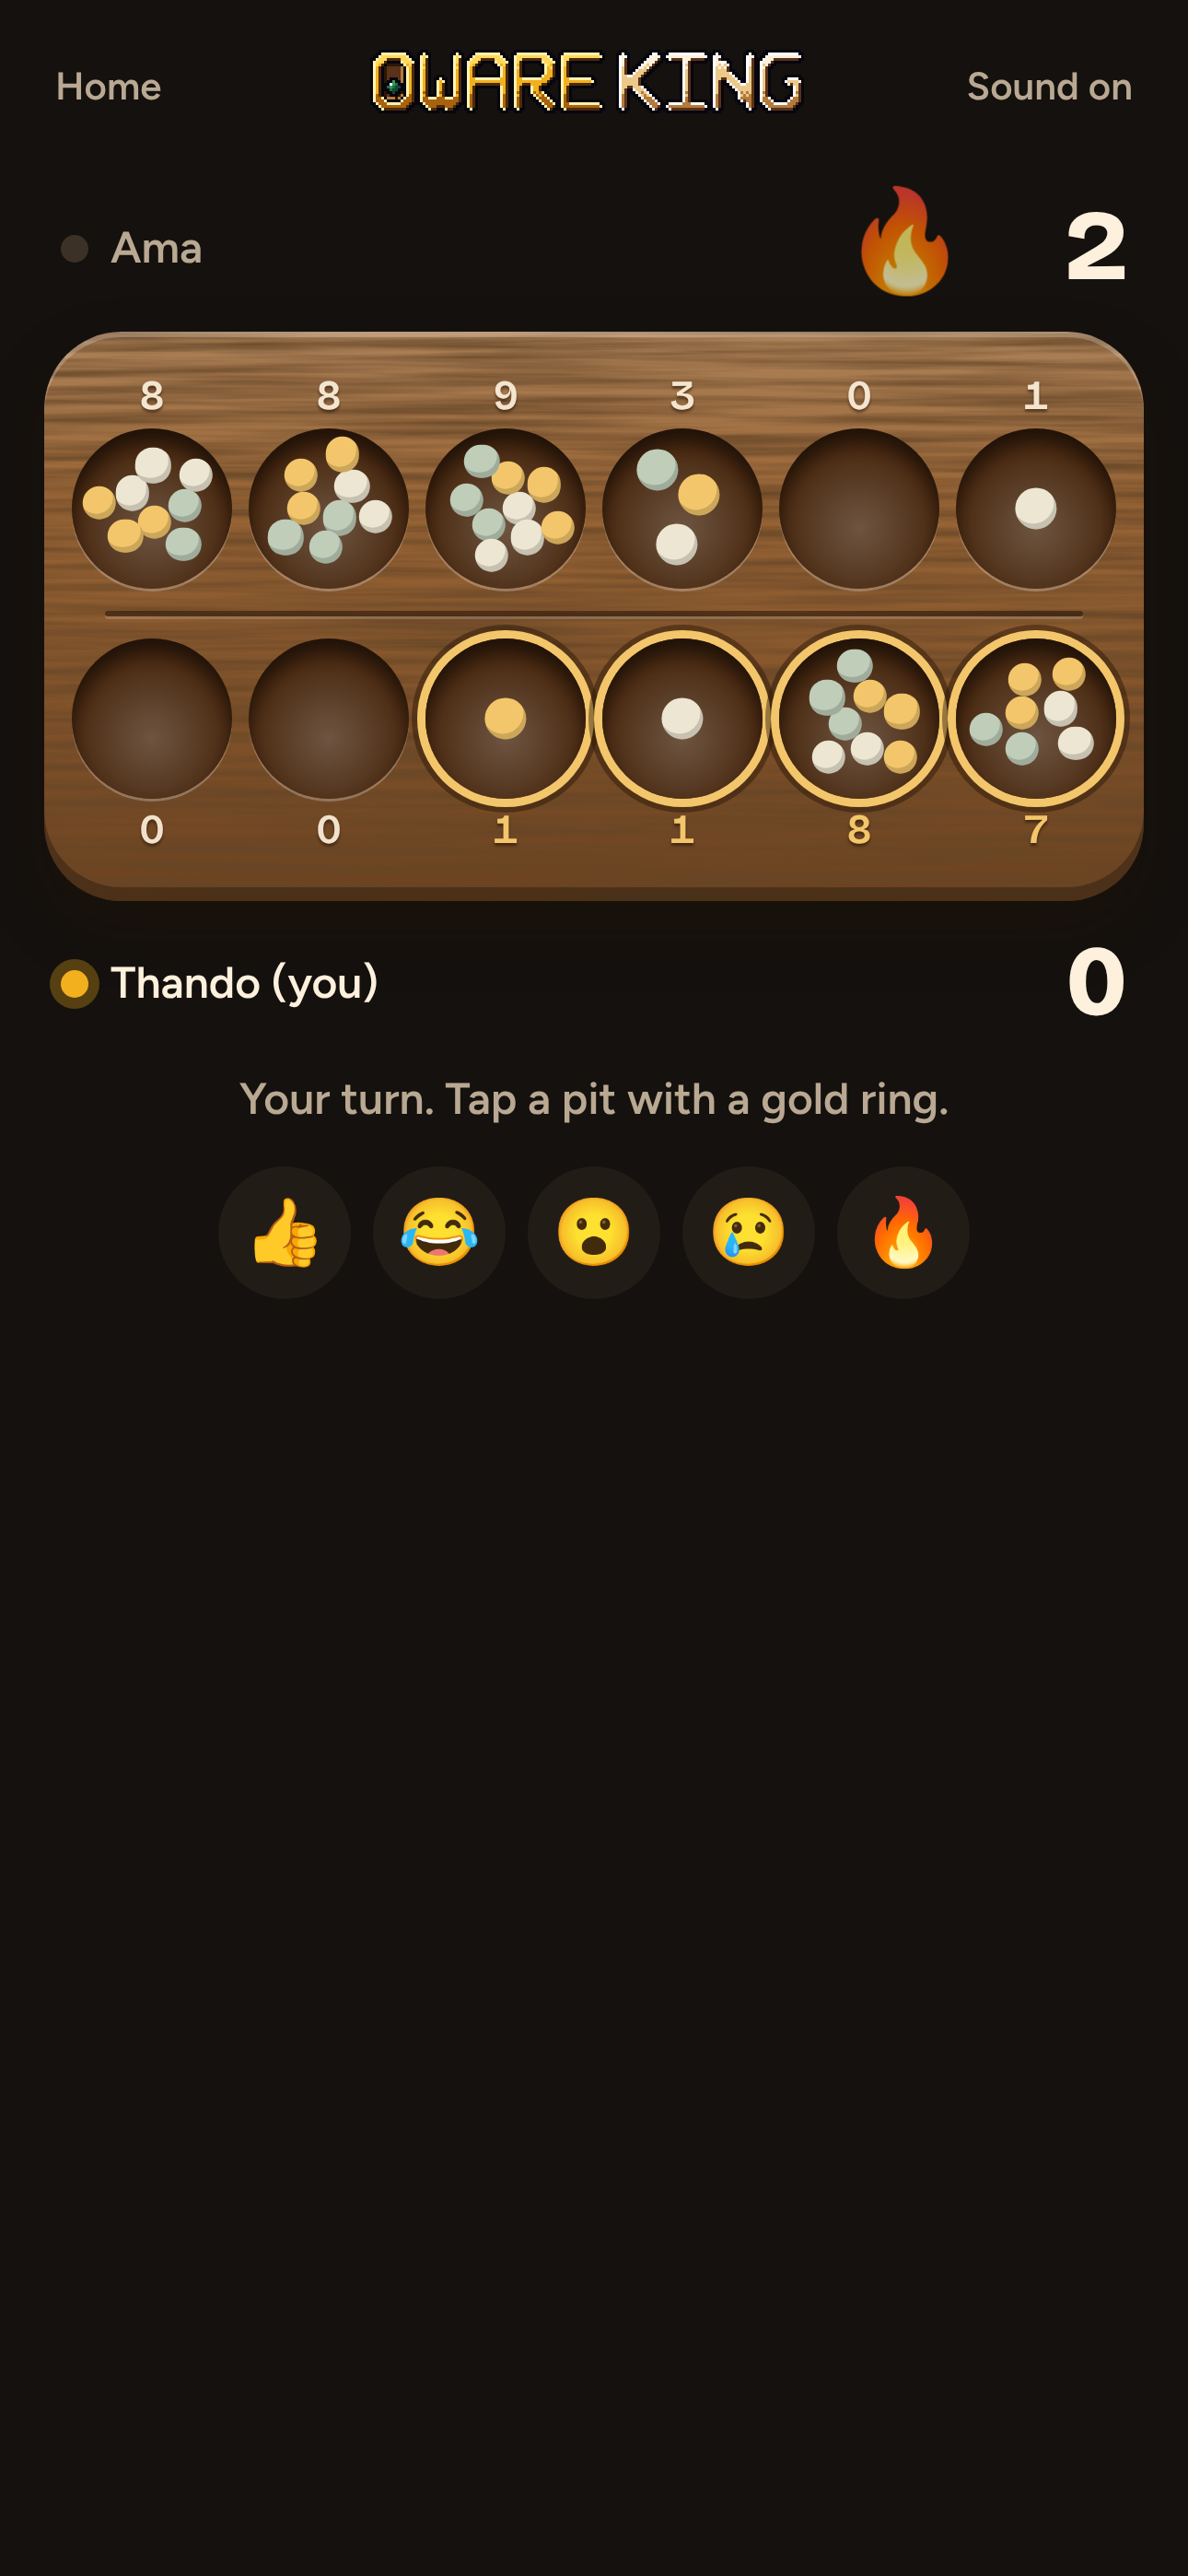 Home OWARE KING Sound on
Ama 2
8 8 9 3 0 1
0 0 1 1 8 7
Thando (you) 0
Your turn. Tap a pit with a gold ring.